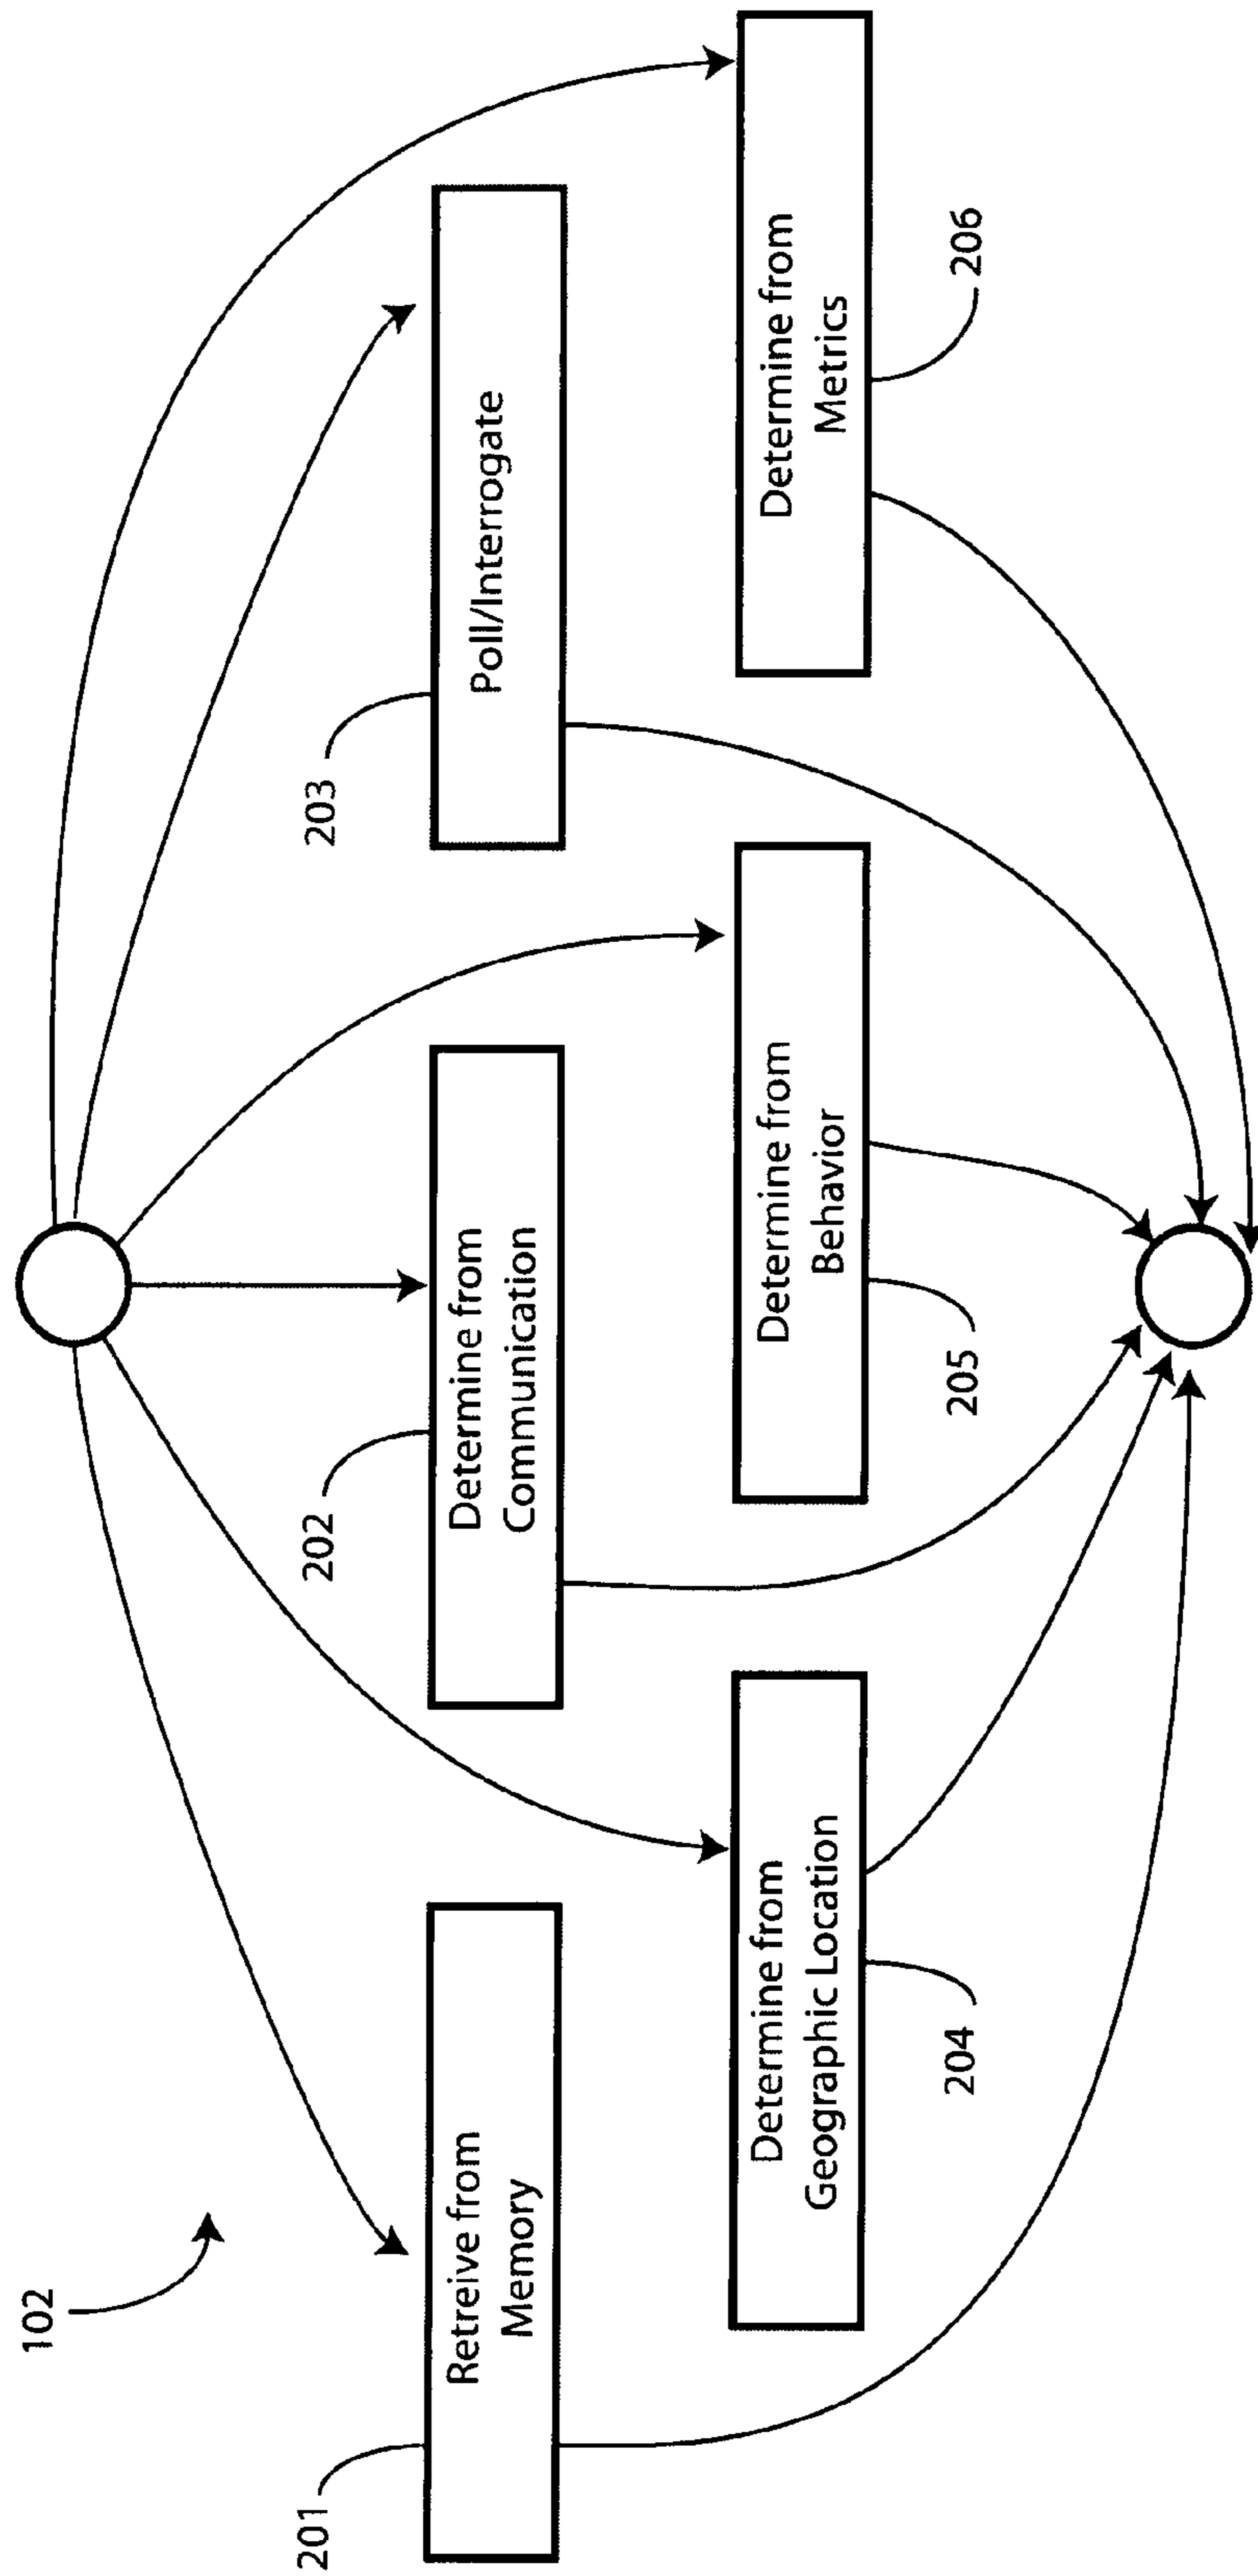 102
201
Retreive from
Memory
202
Determine from
Communication
203
Poll/Interrogate
Determine from
Geographic Location
204
Determine from
Behavior
205
Determine from
Metrics
206